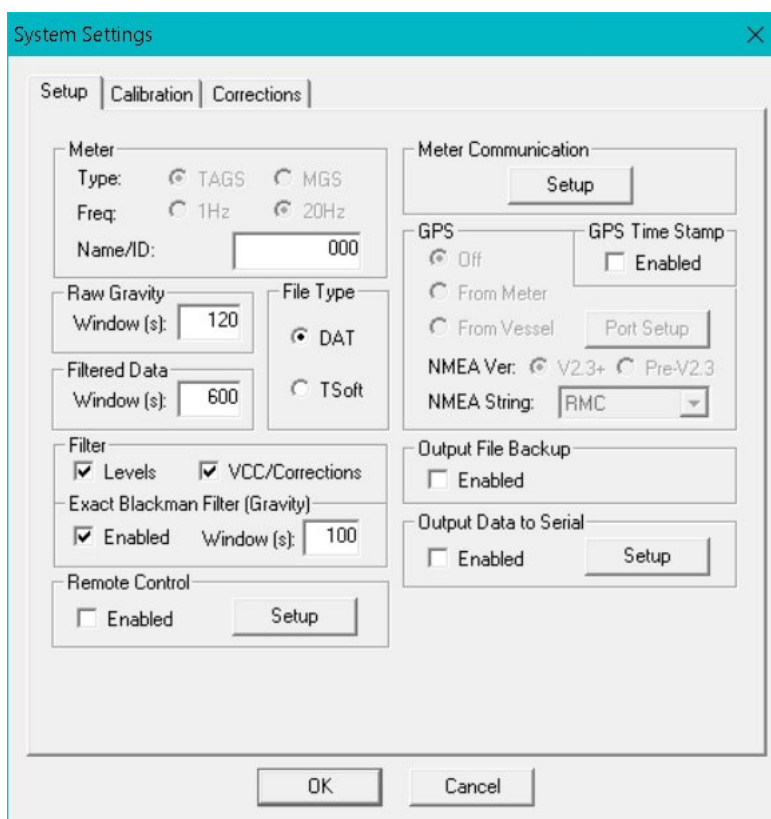 System Settings
Setup Calibration Corrections
Meter
Type: TAGS MGS
Freq: 1Hz 20Hz
Name/ID: 000
Raw Gravity
Window (s): 120
Filtered Data
Window (s): 600
File Type
DAT
TSoft
Filter
Levels VCC/Corrections
Exact Blackman Filter (Gravity)
Enabled Window (s): 100
Remote Control
Enabled Setup
Meter Communication
Setup
GPS
Off
From Meter
From Vessel Port Setup
GPS Time Stamp
Enabled
NMEA Ver: V2.3+ Pre-V2.3
NMEA String: RMC
Output File Backup
Enabled
Output Data to Serial
Enabled Setup
OK Cancel